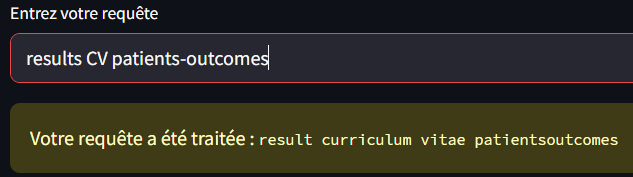 Entrez votre requête
results CV patients-outcomes
Votre requête a été traitée : result curriculum vitae patientsoutcomes